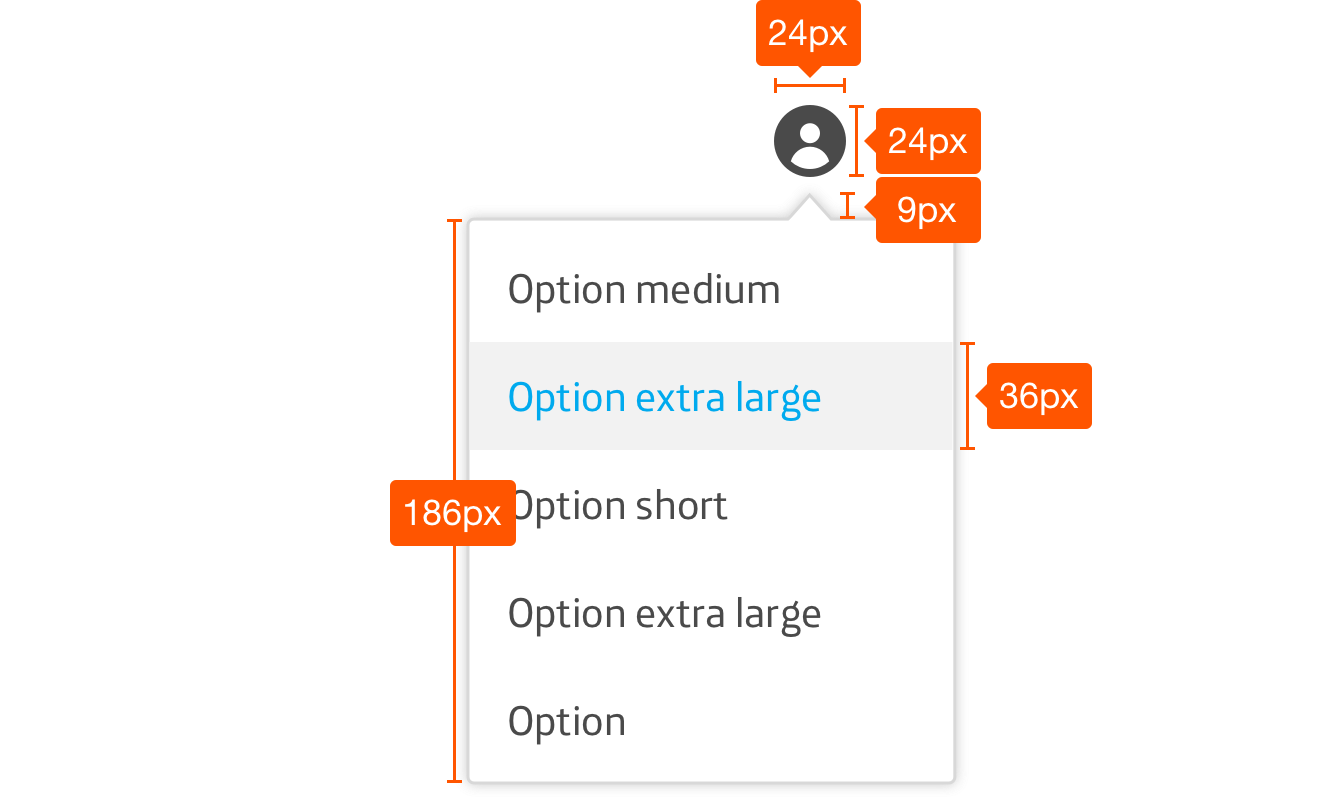 24px
24px
9px
Option medium
Option extra large
36px
186px
Option short
Option extra large
Option